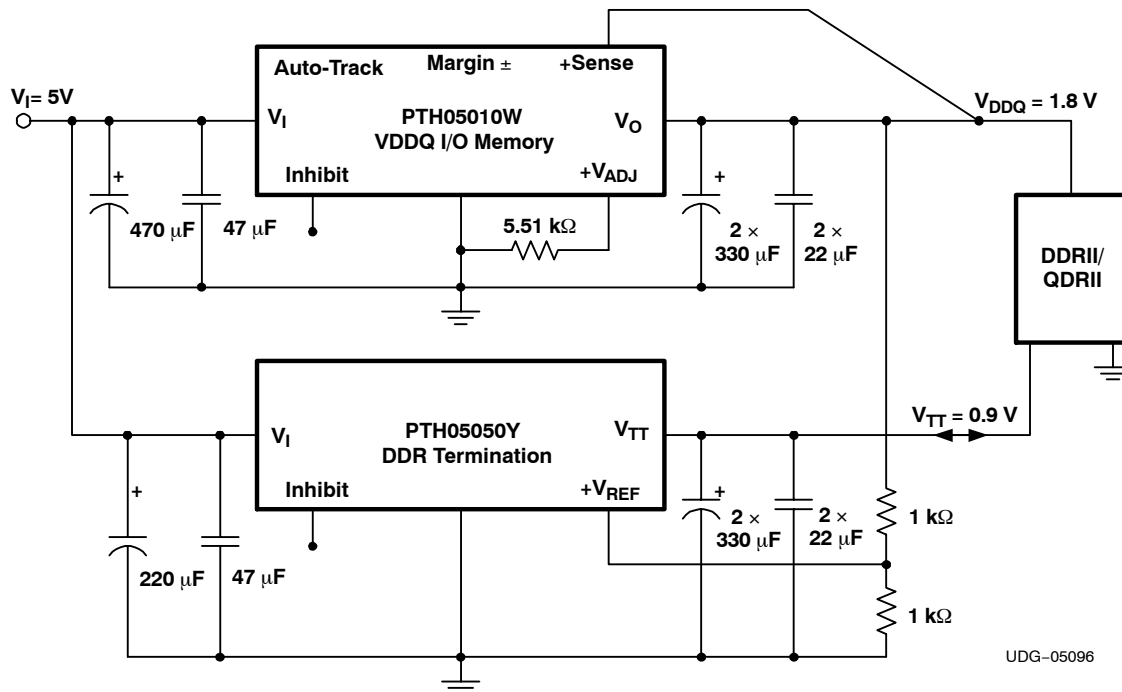 Auto-Track
Margin ±
+Sense
V_I= 5V
V_I
PTH05010W
VDDQ I/O Memory
V_O
V_DDQ = 1.8 V
Inhibit
+V_ADJ
+
470 μF
47 μF
5.51 kΩ
+
2 ×
330 μF
2 ×
22 μF
DDRII/
QDRII
V_I
PTH05050Y
DDR Termination
V_TT
V_TT = 0.9 V
Inhibit
+V_REF
+
220 μF
47 μF
+
2 ×
330 μF
2 ×
22 μF
1 kΩ
1 kΩ
UDG−05096